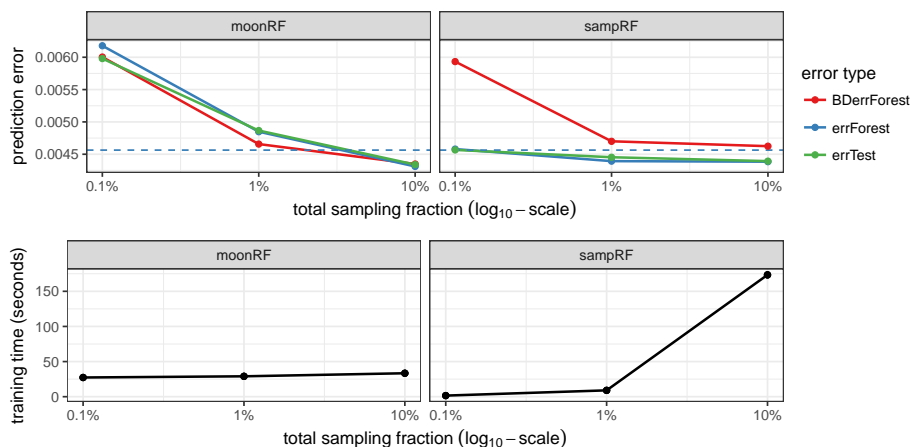 moonRF
sampRF
prediction error
0.0060
0.0055
0.0050
0.0045
0.1%
1%
10%
0.1%
1%
10%
total sampling fraction (log₁₀−scale)
error type
BDerrForest
errForest
errTest
moonRF
sampRF
training time (seconds)
150
100
50
0
0.1%
1%
10%
0.1%
1%
10%
total sampling fraction (log₁₀−scale)